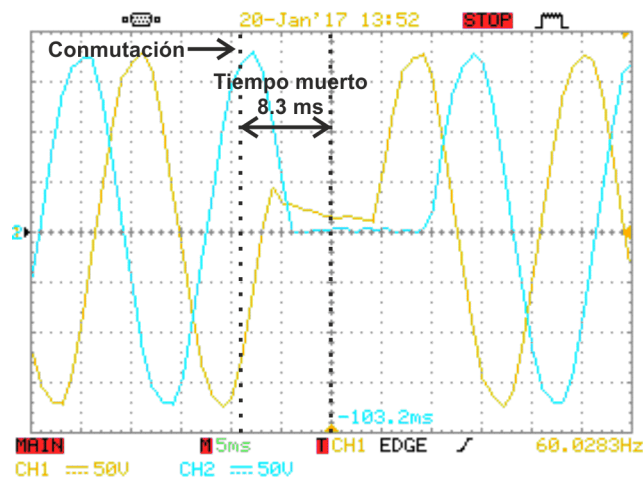 20-Jan'17 13:52 STOP
Conmutación
Tiempo muerto
8.3 ms
2
-103.2ms
MAIN M 5ms T CH1 EDGE 60.0283Hz
CH1 50V CH2 50V